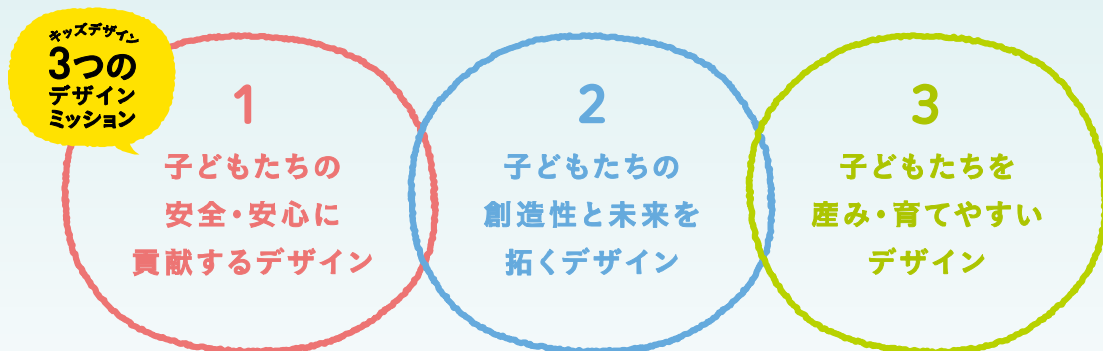 キッズデザイン
3つの
デザイン
ミッション
1
子どもたちの
安全・安心に
貢献するデザイン
2
子どもたちの
創造性と未来を
拓くデザイン
3
子どもたちを
産み・育てやすい
デザイン